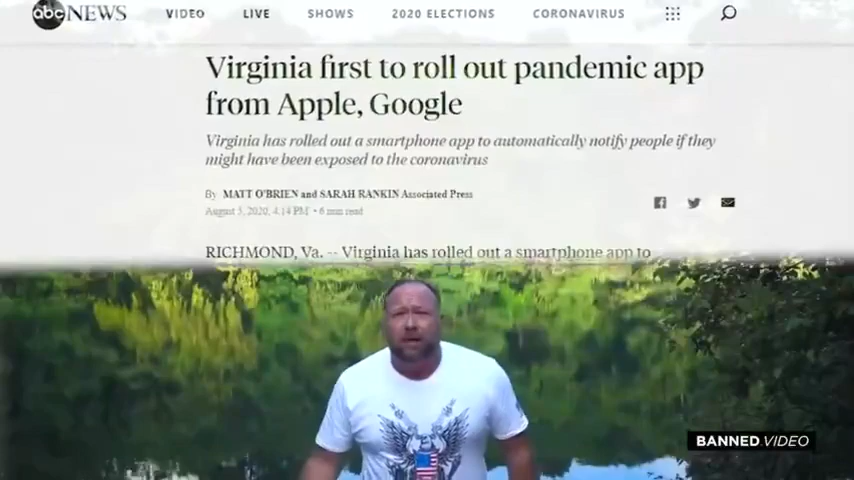 abc NEWS VIDEO LIVE SHOWS 2020 ELECTIONS CORONAVIRUS
Virginia first to roll out pandemic app
from Apple, Google
Virginia has rolled out a smartphone app to automatically notify people if they
might have been exposed to the coronavirus
By MATT O'BRIEN and SARAH RANKIN Associated Press
August 5, 2020, 4:14 PM • 6 min read
RICHMOND, Va. -- Virginia has rolled out a smartphone app to
BANNED.VIDEO